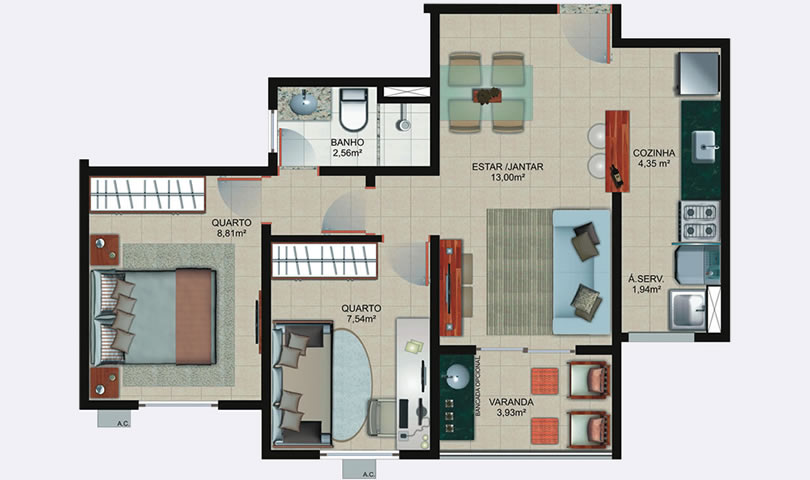 BANHO
2,56m²
ESTAR /JANTAR
13,00m²
COZINHA
4,35 m²
QUARTO
8,81m²
Á.SERV.
1,94m²
QUARTO
7,54m²
BANCADA OPCIONAL
VARANDA
3,93m²
A.C.
A.C.